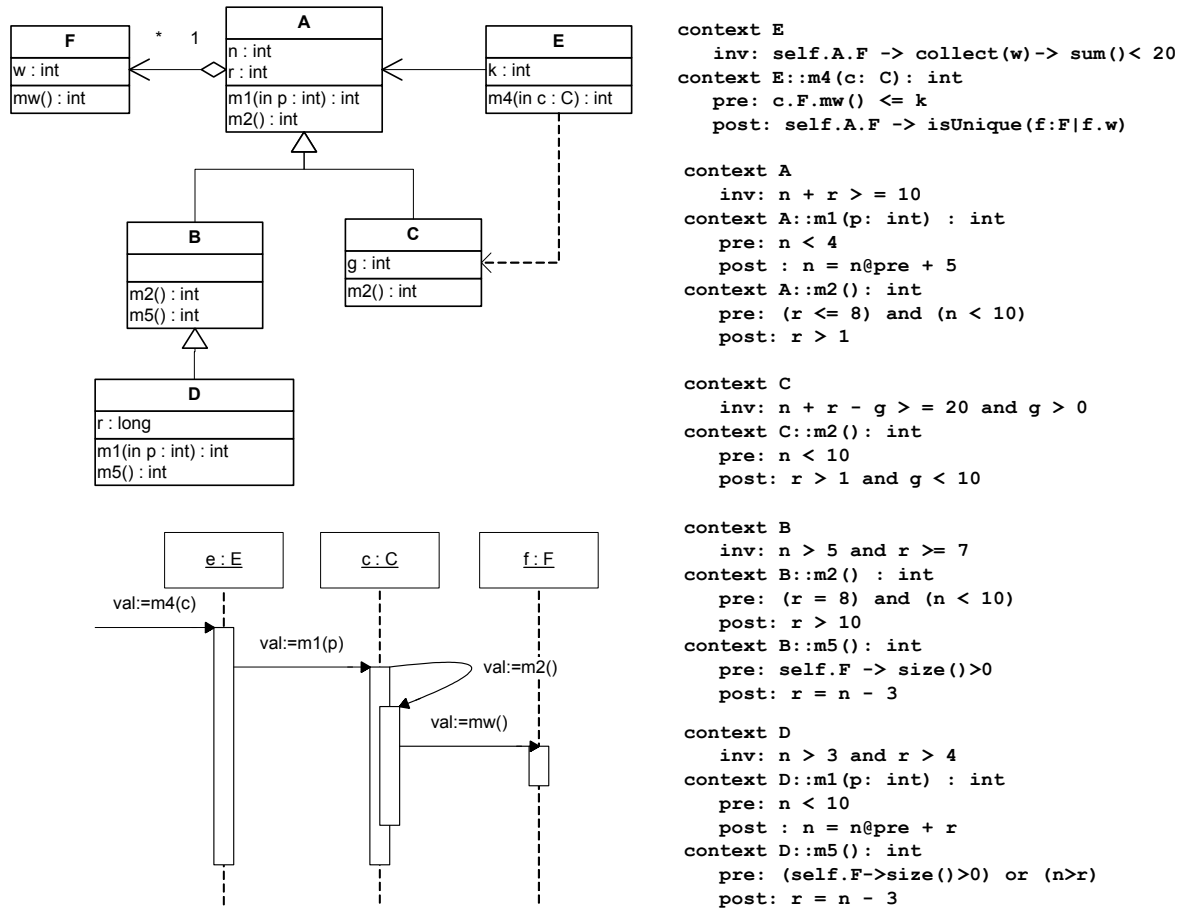 F
w : int
mw() : int
*
1
A
n : int
r : int
m1(in p : int) : int
m2() : int
E
k : int
m4(in c : C) : int
B
m2() : int
m5() : int
C
g : int
m2() : int
D
r : long
m1(in p : int) : int
m5() : int
e : E
c : C
f : F
val:=m4(c)
val:=m1(p)
val:=m2()
val:=mw()
context E
inv: self.A.F -> collect(w)-> sum()< 20
context E::m4(c: C): int
pre: c.F.mw() <= k
post: self.A.F -> isUnique(f:F|f.w)
context A
inv: n + r > = 10
context A::m1(p: int) : int
pre: n < 4
post : n = n@pre + 5
context A::m2(): int
pre: (r <= 8) and (n < 10)
post: r > 1
context C
inv: n + r - g > = 20 and g > 0
context C::m2(): int
pre: n < 10
post: r > 1 and g < 10
context B
inv: n > 5 and r >= 7
context B::m2() : int
pre: (r = 8) and (n < 10)
post: r > 10
context B::m5(): int
pre: self.F -> size()>0
post: r = n - 3
context D
inv: n > 3 and r > 4
context D::m1(p: int) : int
pre: n < 10
post : n = n@pre + r
context D::m5(): int
pre: (self.F->size()>0) or (n>r)
post: r = n - 3